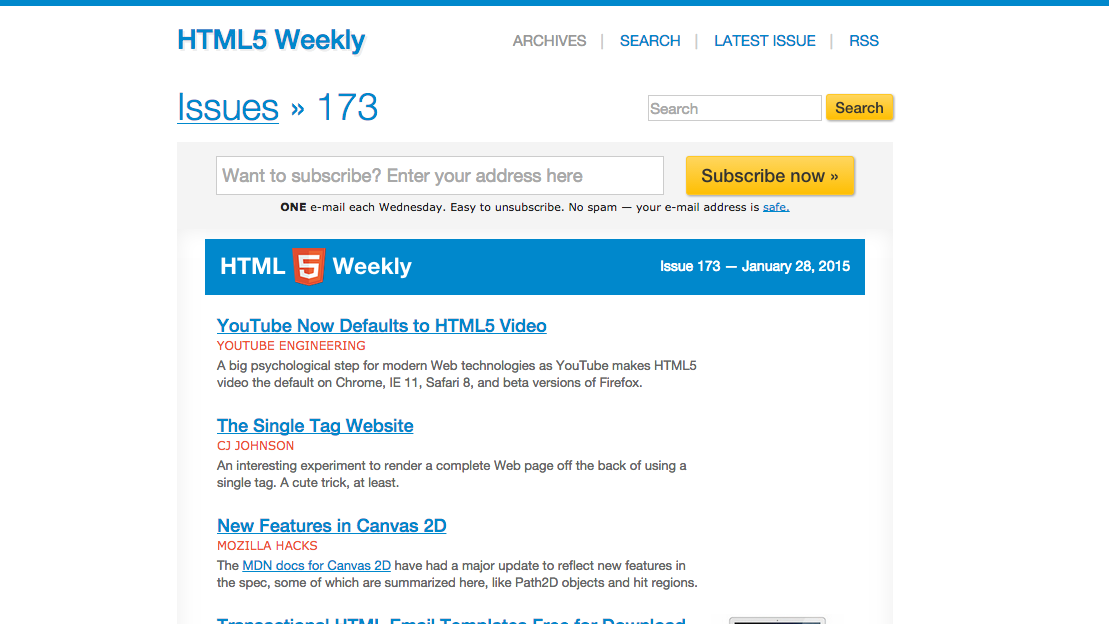 HTML5 Weekly
ARCHIVES | SEARCH | LATEST ISSUE | RSS
Issues » 173
Search Search
Want to subscribe? Enter your address here Subscribe now »
ONE e-mail each Wednesday. Easy to unsubscribe. No spam — your e-mail address is safe.
HTML 5 Weekly Issue 173 — January 28, 2015
YouTube Now Defaults to HTML5 Video
YOUTUBE ENGINEERING
A big psychological step for modern Web technologies as YouTube makes HTML5
video the default on Chrome, IE 11, Safari 8, and beta versions of Firefox.
The Single Tag Website
CJ JOHNSON
An interesting experiment to render a complete Web page off the back of using a
single tag. A cute trick, at least.
New Features in Canvas 2D
MOZILLA HACKS
The MDN docs for Canvas 2D have had a major update to reflect new features in
the spec, some of which are summarized here, like Path2D objects and hit regions.
Transactional HTML Email Templates Free for Download